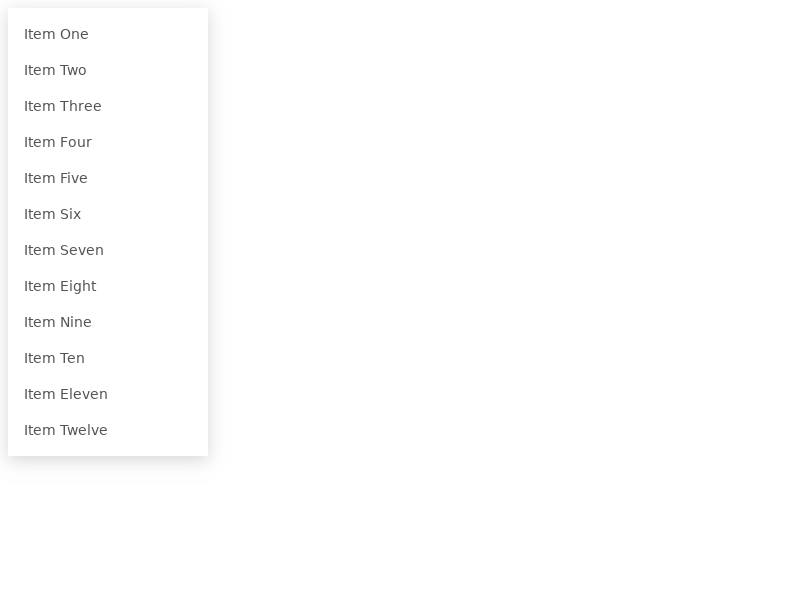 Item One
Item Two
Item Three
Item Four
Item Five
Item Six
Item Seven
Item Eight
Item Nine
Item Ten
Item Eleven
Item Twelve